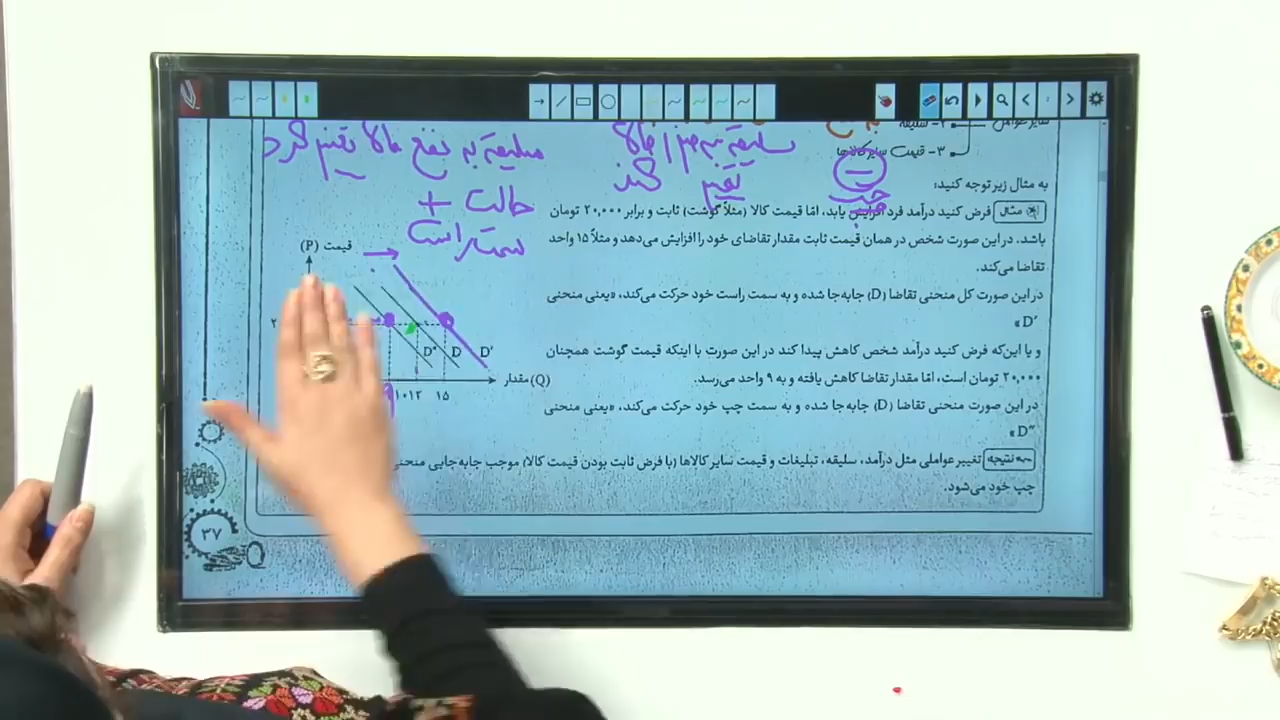 سایر عوامل
۲- سلیقه
۳- قیمت سایر کالاها
سلیقه به ضرر کالا
تغییر کند
چپ
سلیقه به نفع کالا تغییر کرد
حالت +
سمت راست
به مثال زیر توجه کنید:
مثال فرض کنید درآمد فرد افزایش یابد، امّا قیمت کالا (مثلاً گوشت) ثابت و برابر ۲۰,۰۰۰ تومان
باشد. در این صورت شخص در همان قیمت ثابت مقدار تقاضای خود را افزایش می‌دهد و مثلاً ۱۵ واحد
تقاضا می‌کند.
در این صورت کل منحنی تقاضا (D) جابه‌جا شده و به سمت راست خود حرکت می‌کند، «یعنی منحنی
D′»
و یا این‌که فرض کنید درآمد شخص کاهش پیدا کند در این صورت با اینکه قیمت گوشت همچنان
۲۰,۰۰۰ تومان است، امّا مقدار تقاضا کاهش یافته و به ۹ واحد می‌رسد.
در این صورت منحنی تقاضا (D) جابه‌جا شده و به سمت چپ خود حرکت می‌کند، «یعنی منحنی
D″»
نتیجه تغییر عواملی مثل درآمد، سلیقه، تبلیغات و قیمت سایر کالاها (با فرض ثابت بودن قیمت کالا) موجب جابه‌جایی منحنی
چپ خود می‌شود.
قیمت (P)
D″ D D′
مقدار (Q)
۹ ۱۰ ۱۲ ۱۵
۳۷